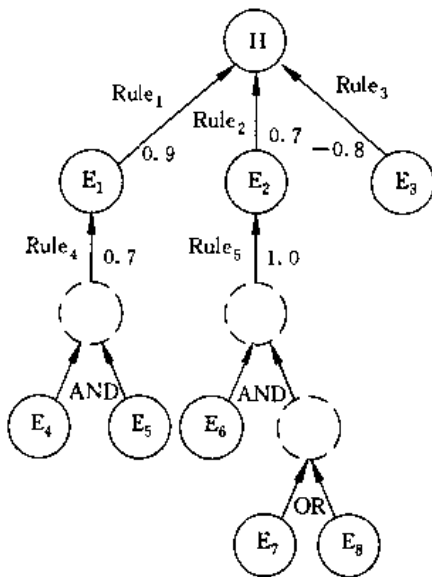 H
Rule₁
Rule₂
Rule₃
0.9
0.7
-0.8
E₁
E₂
E₃
Rule₄
0.7
Rule₅
1.0
AND
AND
E₄
E₅
E₆
OR
E₇
E₈